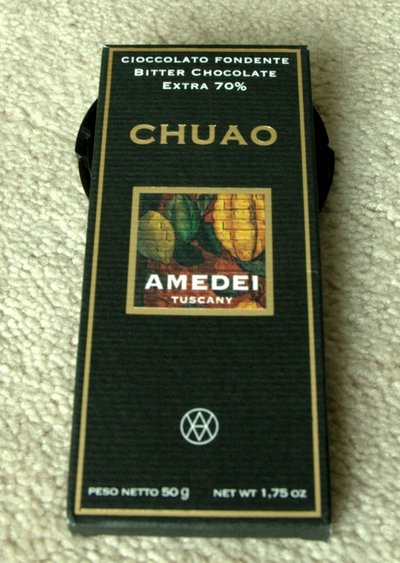 CIOCCOLATO FONDENTE
BITTER CHOCOLATE
EXTRA 70%
CHUAO
AMEDEI
TUSCANY
PESO NETTO 50 g NET WT 1,75 OZ